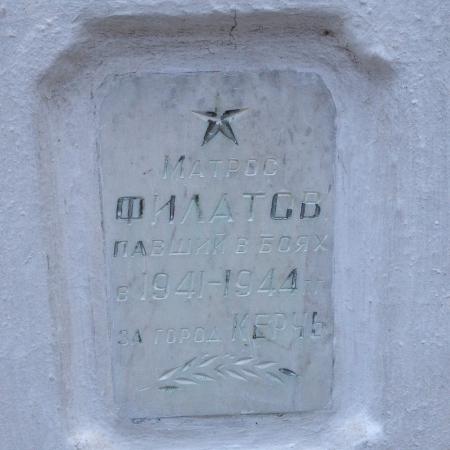 Матрос
ФИЛАТОВ
ПАВШИЙ В БОЯХ
в 1941-1944 гг
ЗА ГОРОД КЕРЧЬ